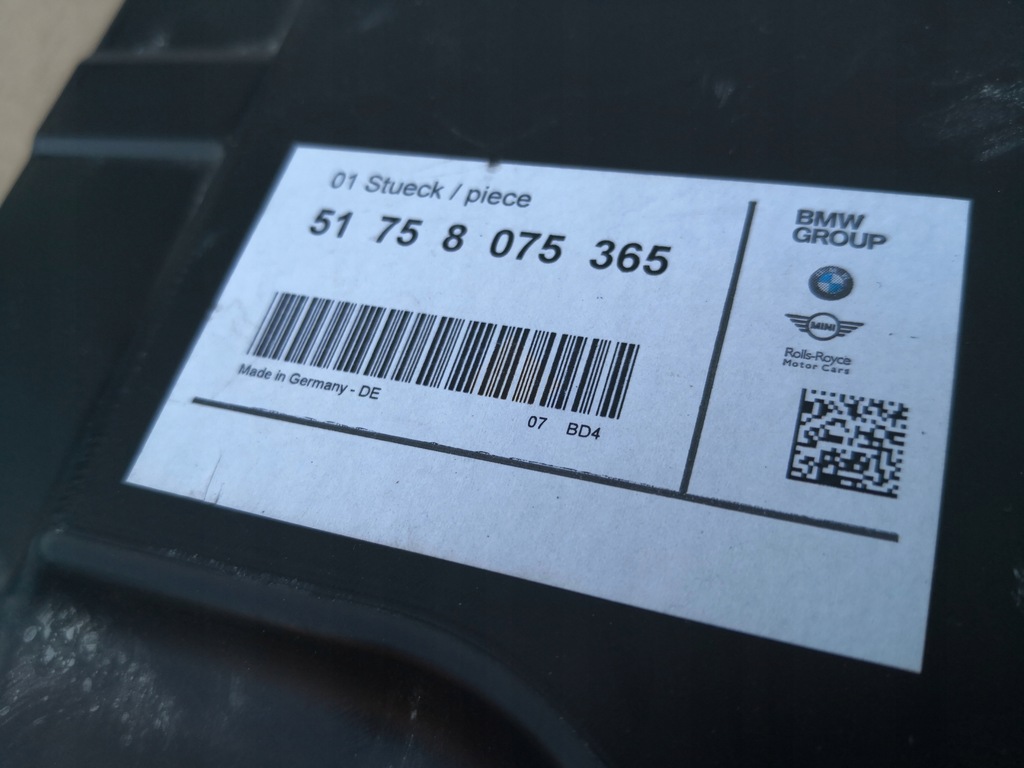 01 Stueck / piece
51 75 8 075 365
Made in Germany - DE
07 BD4
BMW
GROUP
MINI
Rolls-Royce
Motor Cars